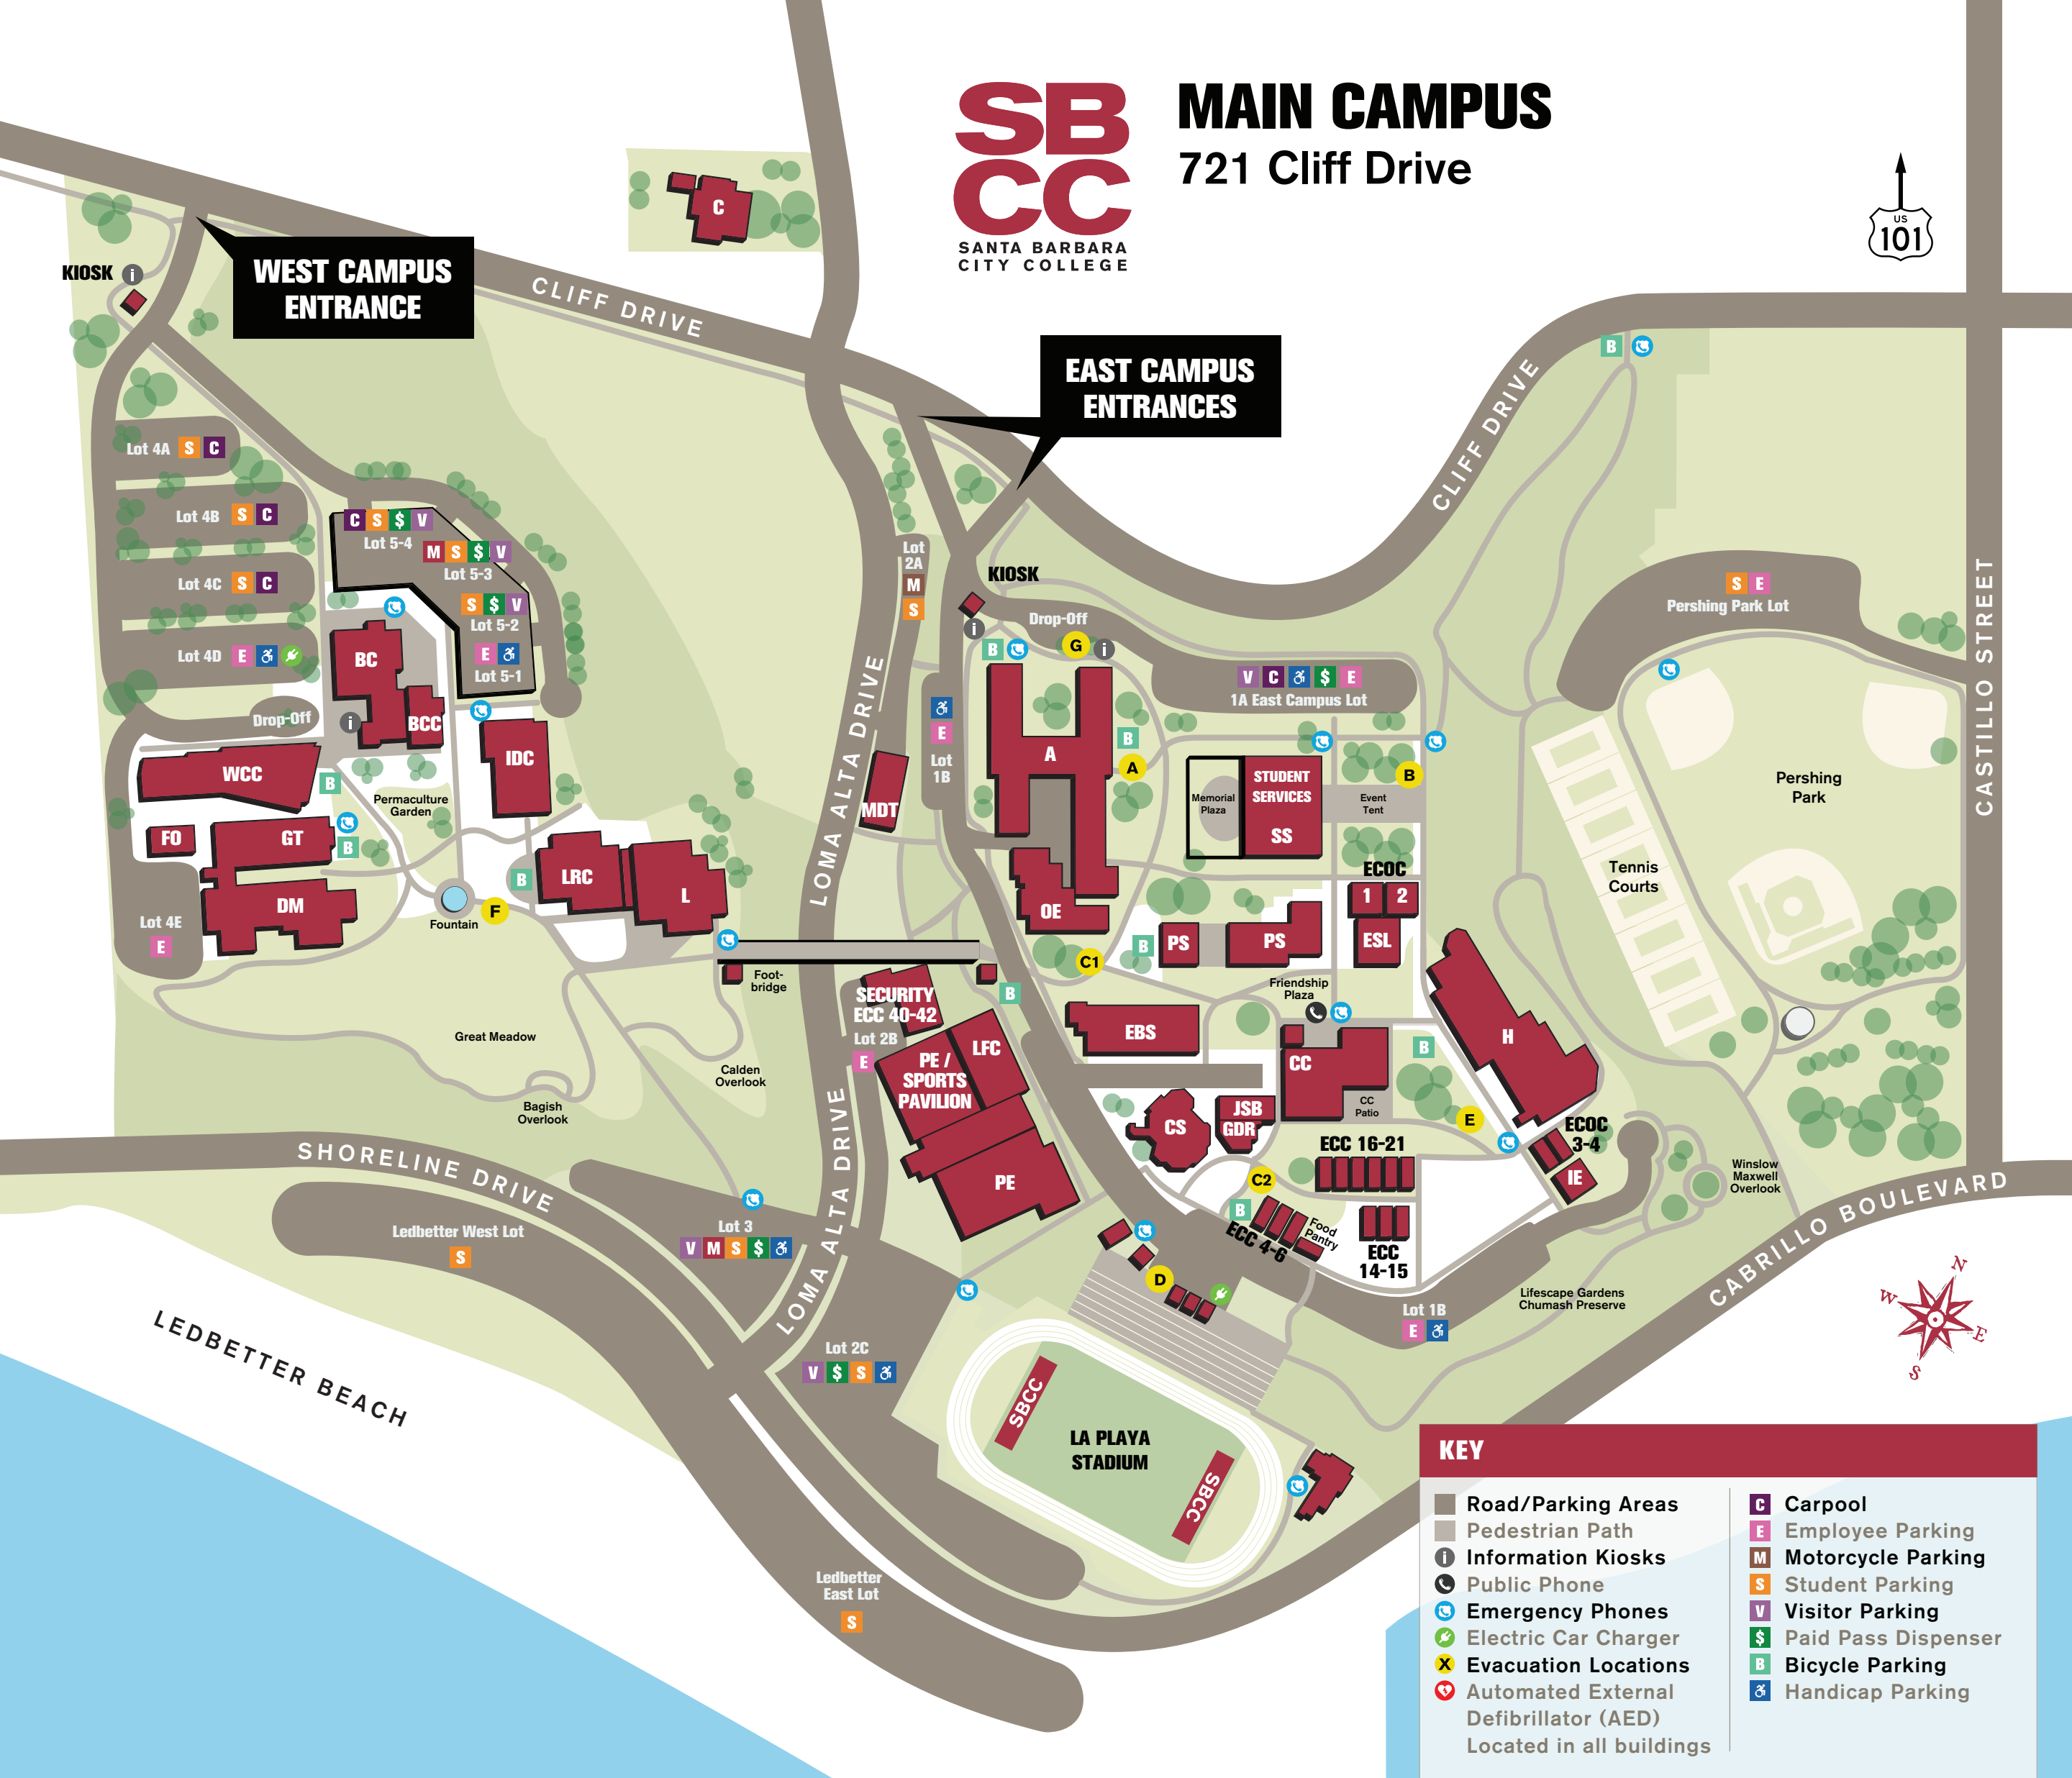 SB
CC
SANTA BARBARA
CITY COLLEGE
MAIN CAMPUS
721 Cliff Drive
US
101
C
WEST CAMPUS
ENTRANCE
KIOSK i
CLIFF DRIVE
EAST CAMPUS
ENTRANCES
B
CLIFF DRIVE
Lot 4A S C
Lot 4B S C
Lot 4C S C
Lot 4D E
C S $ V
Lot 5-4
M S $ V
Lot 5-3
S $ V
Lot 5-2
E
Lot 5-1
Lot
2A
M
S
KIOSK
i
Drop-Off
B
G
i
S E
Pershing Park Lot
CASTILLO STREET
BC
BCC
i
Drop-Off
IDC
WCC
B
Permaculture
Garden
FO
GT
B
DM
Lot 4E
E
LRC
L
B
Fountain
F
LOMA ALTA DRIVE
MDT
E
Lot
1B
A
B
A
V C $ E
1A East Campus Lot
Memorial
Plaza
STUDENT
SERVICES
SS
B
Event
Tent
Pershing
Park
Tennis
Courts
ECOC
1 2
ESL
OE
C1
B
PS
PS
Friendship
Plaza
Foot-
bridge
B
SECURITY
ECC 40-42
Lot 2B
E
PE /
SPORTS
PAVILION
LFC
PE
EBS
CC
CC
Patio
B
H
E
Great Meadow
Calden
Overlook
Bagish
Overlook
CS
JSB
GDR
ECC 16-21
ECOC
3-4
IE
C2
B
ECC 4-6
Food
Pantry
ECC
14-15
Winslow
Maxwell
Overlook
SHORELINE DRIVE
LOMA ALTA DRIVE
LOMA ALTA DRIVE
Ledbetter West Lot
S
Lot 3
V M S $
D
Lot 1B
E
Lifescape Gardens
Chumash Preserve
CABRILLO BOULEVARD
N
W
E
S
LEDBETTER BEACH
Lot 2C
V $ S
SBCC
LA PLAYA
STADIUM
SBCC
Ledbetter
East Lot
S
KEY
Road/Parking Areas
Pedestrian Path
i Information Kiosks
Public Phone
Emergency Phones
Electric Car Charger
X Evacuation Locations
Automated External
Defibrillator (AED)
Located in all buildings
C Carpool
E Employee Parking
M Motorcycle Parking
S Student Parking
V Visitor Parking
$ Paid Pass Dispenser
B Bicycle Parking
Handicap Parking